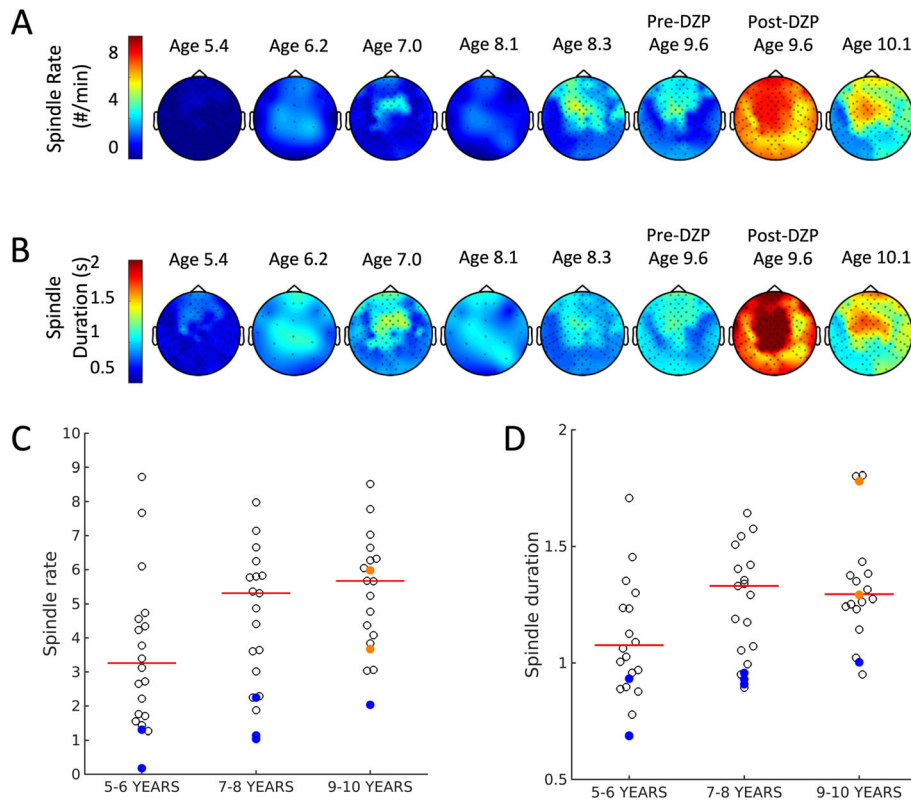 A
Spindle Rate
(#/min)
8
4
0
Age 5.4
Age 6.2
Age 7.0
Age 8.1
Age 8.3
Pre-DZP
Age 9.6
Post-DZP
Age 9.6
Age 10.1
B
Spindle
Duration (s)
2
1.5
1
0.5
Age 5.4
Age 6.2
Age 7.0
Age 8.1
Age 8.3
Pre-DZP
Age 9.6
Post-DZP
Age 9.6
Age 10.1
C
Spindle rate
10
9
8
7
6
5
4
3
2
1
0
5-6 YEARS
7-8 YEARS
9-10 YEARS
D
Spindle duration
2
1.5
1
0.5
5-6 YEARS
7-8 YEARS
9-10 YEARS